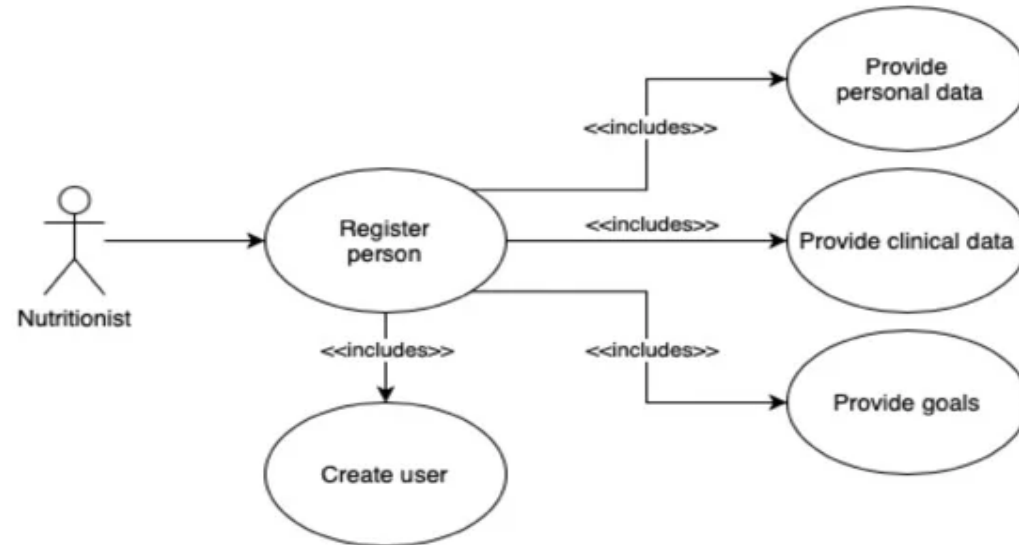 Provide
personal data
<<includes>>
Register
person
<<includes>>
Provide clinical data
Nutritionist
<<includes>>
<<includes>>
Provide goals
Create user